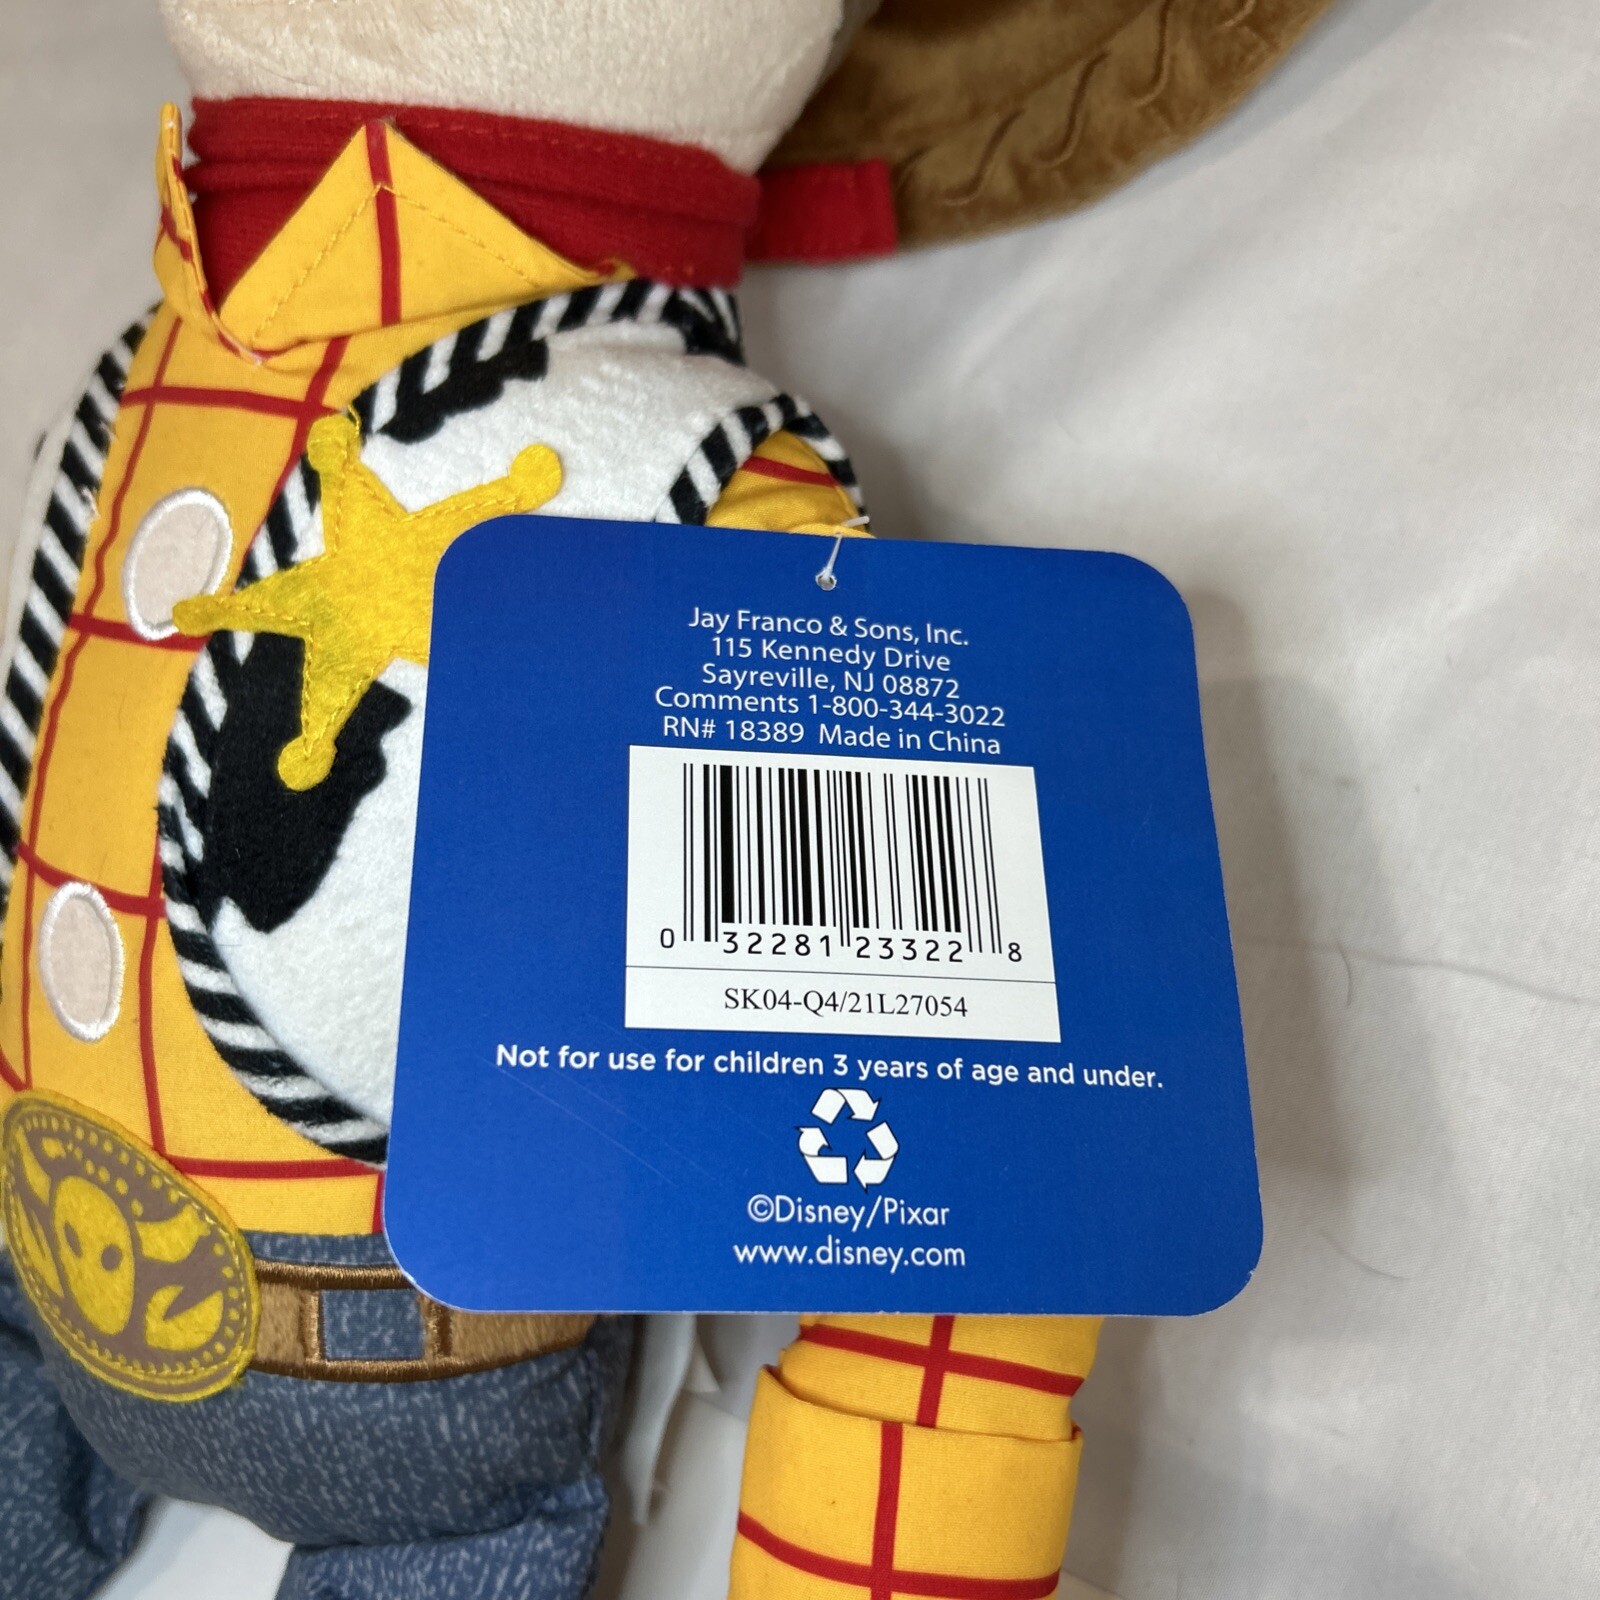 Jay Franco & Sons, Inc.
115 Kennedy Drive
Sayreville, NJ 08872
Comments 1-800-344-3022
RN# 18389 Made in China
0 32281 23322 8
SK04-Q4/21L27054
Not for use for children 3 years of age and under.
©Disney/Pixar
www.disney.com